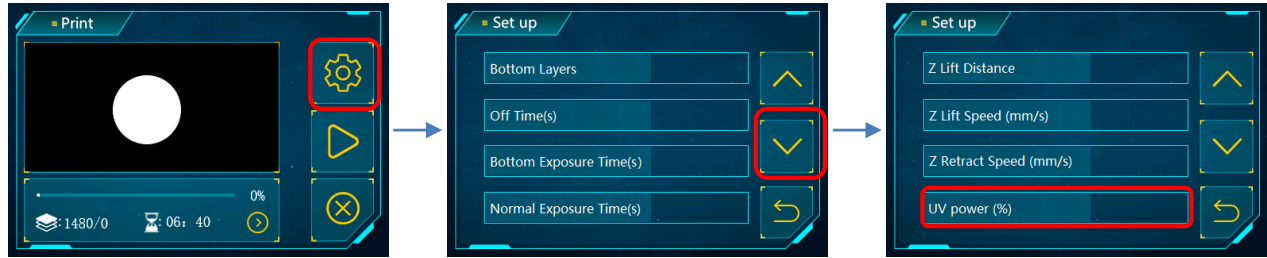 Print
0%
:1480/0 :06: 40
Set up
Bottom Layers
Off Time(s)
Bottom Exposure Time(s)
Normal Exposure Time(s)
Set up
Z Lift Distance
Z Lift Speed (mm/s)
Z Retract Speed (mm/s)
UV power (%)